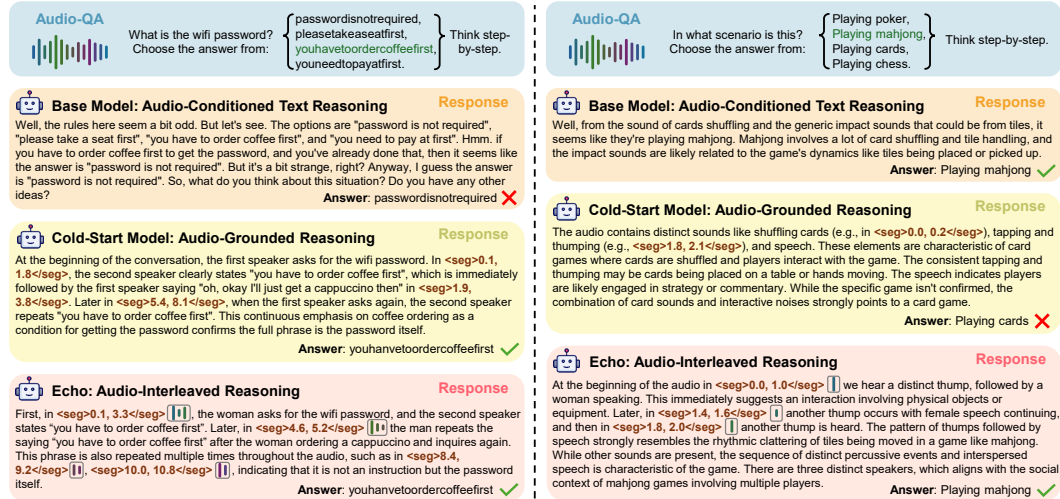 Audio-QA
What is the wifi password?
Choose the answer from:
passwordisnotrequired,
pleasetakeaseatfirst,
youhavetoordercoffeefirst,
youneedtopayatfirst.
Think step-
by-step.
Base Model: Audio-Conditioned Text Reasoning
Response
Well, the rules here seem a bit odd. But let's see. The options are "password is not required",
"please take a seat first", "you have to order coffee first", and "you need to pay at first". Hmm. if
you have to order coffee first to get the password, and you've already done that, then it seems like
the answer is "password is not required". But it's a bit strange, right? Anyway, I guess the answer
is "password is not required". So, what do you think about this situation? Do you have any other
ideas?
Answer: passwordisnotrequired
Cold-Start Model: Audio-Grounded Reasoning
Response
At the beginning of the conversation, the first speaker asks for the wifi password. In <seg>0.1,
1.8</seg>, the second speaker clearly states "you have to order coffee first", which is immediately
followed by the first speaker saying "oh, okay I'll just get a cappuccino then" in <seg>1.9,
3.8</seg>. Later in <seg>5.4, 8.1</seg>, when the first speaker asks again, the second speaker
repeats "you have to order coffee first". This continuous emphasis on coffee ordering as a
condition for getting the password confirms the full phrase is the password itself.
Answer: youhanvetoordercoffeefirst
Echo: Audio-Interleaved Reasoning
Response
First, in <seg>0.1, 3.3</seg>, the woman asks for the wifi password, and the second speaker
states "you have to order coffee first". Later, in <seg>4.6, 5.2</seg> the man repeats the
saying "you have to order coffee first" after the woman ordering a cappuccino and inquires again.
This phrase is also repeated multiple times throughout the audio, such as in <seg>8.4,
9.2</seg>, <seg>10.0, 10.8</seg>, indicating that it is not an instruction but the password
itself.
Answer: youhavetoordercoffeefirst
Audio-QA
In what scenario is this?
Choose the answer from:
Playing poker,
Playing mahjong,
Playing cards,
Playing chess.
Think step-by-step.
Base Model: Audio-Conditioned Text Reasoning
Response
Well, from the sound of cards shuffling and the generic impact sounds that could be from tiles, it
seems like they're playing mahjong. Mahjong involves a lot of card shuffling and tile handling, and
the impact sounds are likely related to the game's dynamics like tiles being placed or picked up.
Answer: Playing mahjong
Cold-Start Model: Audio-Grounded Reasoning
Response
The audio contains distinct sounds like shuffling cards (e.g., in <seg>0.0, 0.2</seg>), tapping and
thumping (e.g., <seg>1.8, 2.1</seg>), and speech. These elements are characteristic of card
games where cards are shuffled and players interact with the game. The consistent tapping and
thumping may be cards being placed on a table or hands moving. The speech indicates players
are likely engaged in strategy or commentary. While the specific game isn't confirmed, the
combination of card sounds and interactive noises strongly points to a card game.
Answer: Playing cards
Echo: Audio-Interleaved Reasoning
Response
At the beginning of the audio in <seg>0.0, 1.0</seg> we hear a distinct thump, followed by a
woman speaking. This immediately suggests an interaction involving physical objects or
equipment. Later, in <seg>1.4, 1.6</seg> another thump occurs with female speech continuing,
and then in <seg>1.8, 2.0</seg> another thump is heard. The pattern of thumps followed by
speech strongly resembles the rhythmic clattering of tiles being moved in a game like mahjong.
While other sounds are present, the sequence of distinct percussive events and interspersed
speech is characteristic of the game. There are three distinct speakers, which aligns with the social
context of mahjong games involving multiple players.
Answer: Playing mahjong